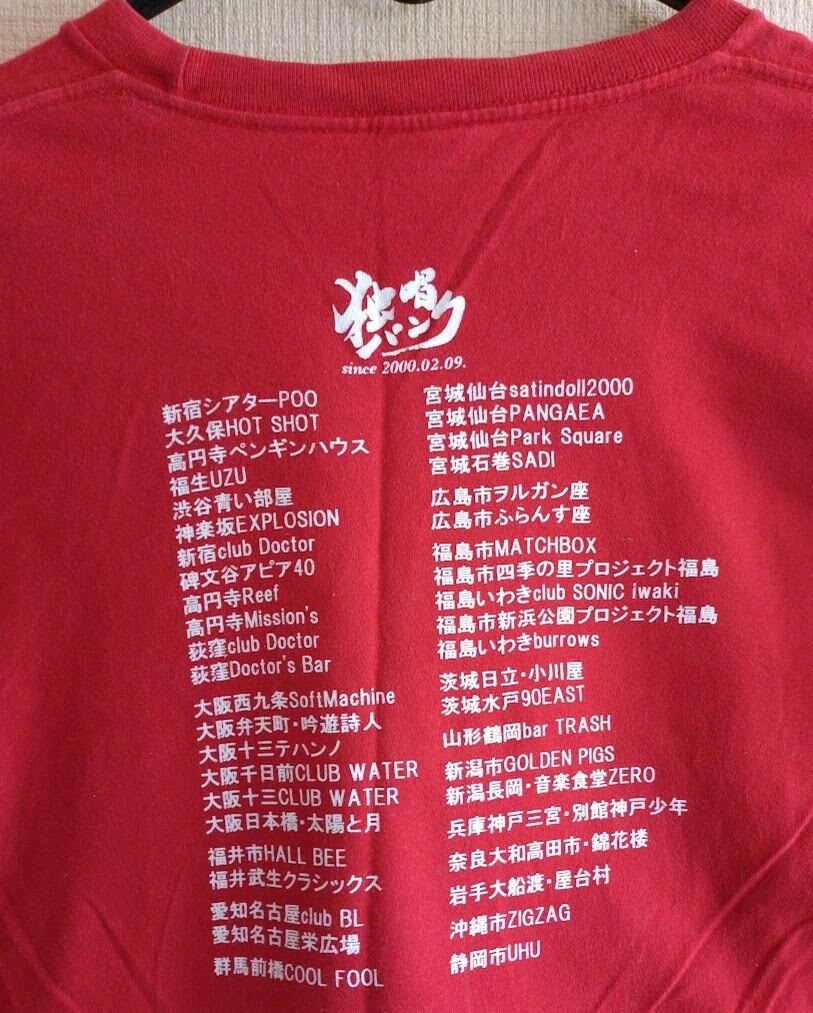 独唱
パンク
since 2000.02.09.
新宿シアターPOO
大久保HOT SHOT
高円寺ペンギンハウス
福生UZU
渋谷青い部屋
神楽坂EXPLOSION
新宿club Doctor
碑文谷アピア40
高円寺Reef
高円寺Mission's
荻窪club Doctor
荻窪Doctor's Bar
大阪西九条SoftMachine
大阪弁天町・吟遊詩人
大阪十三テハンノ
大阪千日前CLUB WATER
大阪十三CLUB WATER
大阪日本橋・太陽と月
福井市HALL BEE
福井武生クラシックス
愛知名古屋club BL
愛知名古屋栄広場
群馬前橋COOL FOOL
宮城仙台satindoll2000
宮城仙台PANGAEA
宮城仙台Park Square
宮城石巻SADI
広島市ヲルガン座
広島市ふらんす座
福島市MATCHBOX
福島市四季の里プロジェクト福島
福島いわきclub SONIC iwaki
福島市新浜公園プロジェクト福島
福島いわきburrows
茨城日立・小川屋
茨城水戸90EAST
山形鶴岡bar TRASH
新潟市GOLDEN PIGS
新潟長岡・音楽食堂ZERO
兵庫神戸三宮・別館神戸少年
奈良大和高田市・錦花楼
岩手大船渡・屋台村
沖縄市ZIGZAG
静岡市UHU